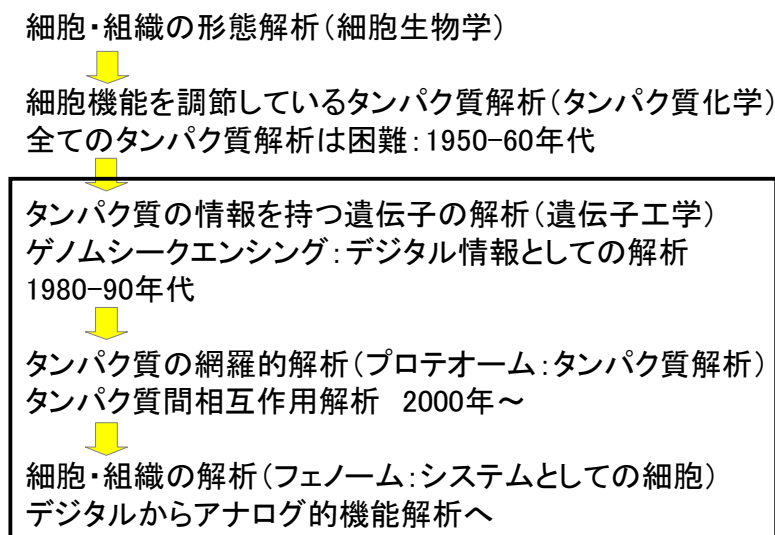 細胞・組織の形態解析(細胞生物学)
細胞機能を調節しているタンパク質解析(タンパク質化学)
全てのタンパク質解析は困難:1950-60年代
タンパク質の情報を持つ遺伝子の解析(遺伝子工学)
ゲノムシークエンシング:デジタル情報としての解析
1980-90年代
タンパク質の網羅的解析(プロテオーム:タンパク質解析)
タンパク質間相互作用解析 2000年~
細胞・組織の解析(フェノーム:システムとしての細胞)
デジタルからアナログ的機能解析へ